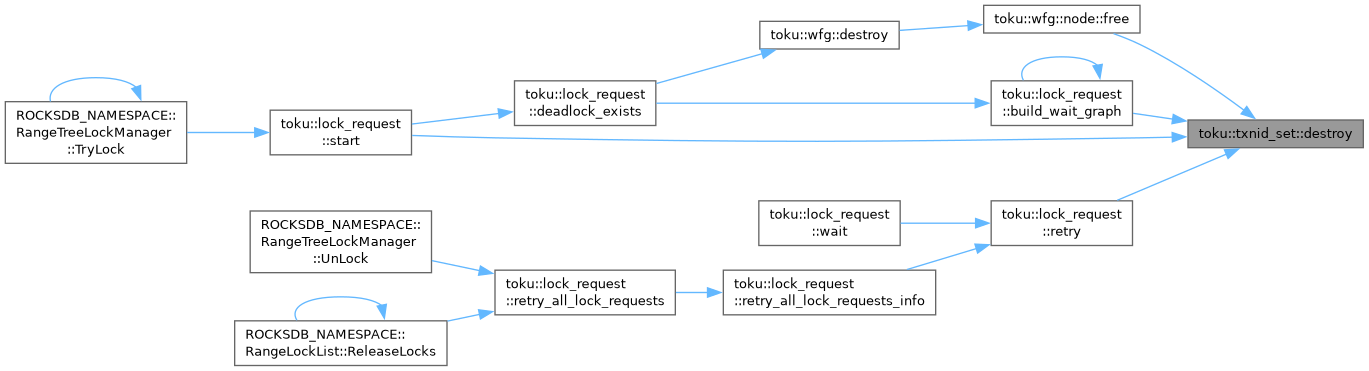 toku::wfg::node::free
toku::wfg::destroy
toku::lock_request
::deadlock_exists
toku::lock_request
::build_wait_graph
ROCKSDB_NAMESPACE::
RangeTreeLockManager
::TryLock
toku::lock_request
::start
toku::txnid_set::destroy
toku::lock_request
::wait
toku::lock_request
::retry
ROCKSDB_NAMESPACE::
RangeTreeLockManager
::UnLock
toku::lock_request
::retry_all_lock_requests
toku::lock_request
::retry_all_lock_requests_info
ROCKSDB_NAMESPACE::
RangeLockList::ReleaseLocks